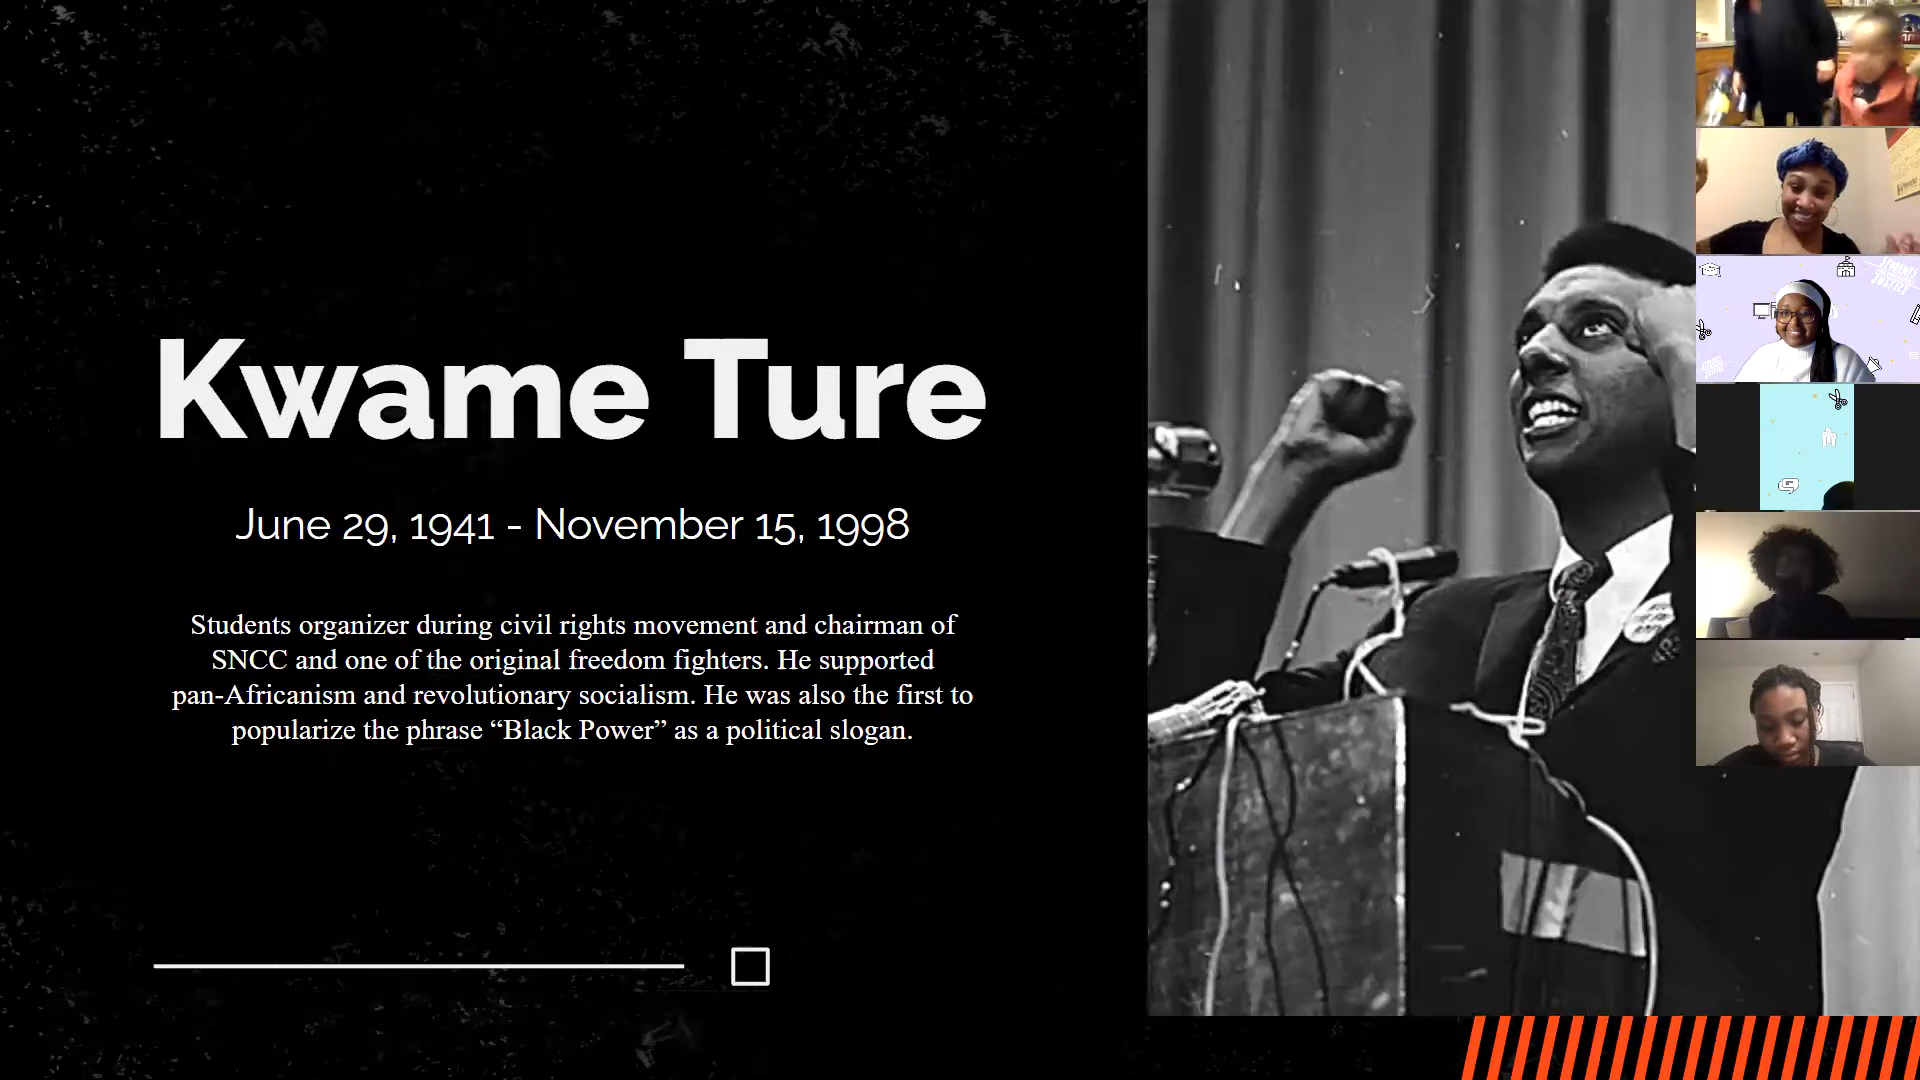 Kwame Ture
June 29, 1941 - November 15, 1998
Students organizer during civil rights movement and chairman of
SNCC and one of the original freedom fighters. He supported
pan-Africanism and revolutionary socialism. He was also the first to
popularize the phrase “Black Power” as a political slogan.
STUDENTS
JUSTICE